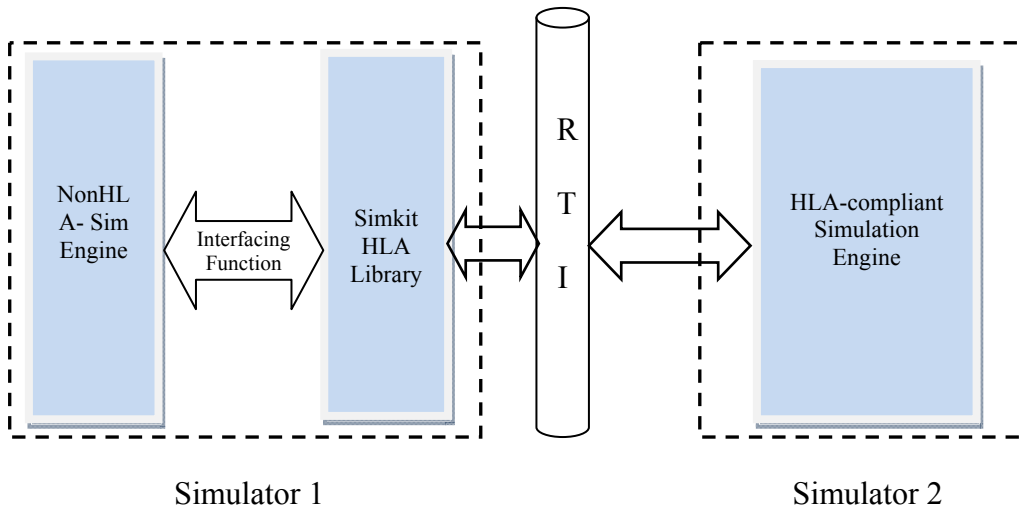 NonHL
A- Sim
Engine
Interfacing
Function
Simkit
HLA
Library
R
T
I
HLA-compliant
Simulation
Engine
Simulator 1
Simulator 2